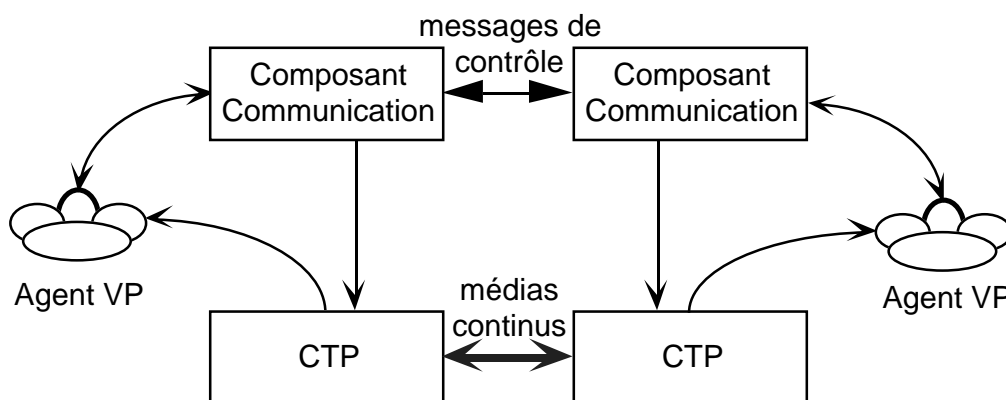 messages de
contrôle
Composant
Communication
Composant
Communication
Agent VP
Agent VP
médias
continus
CTP
CTP